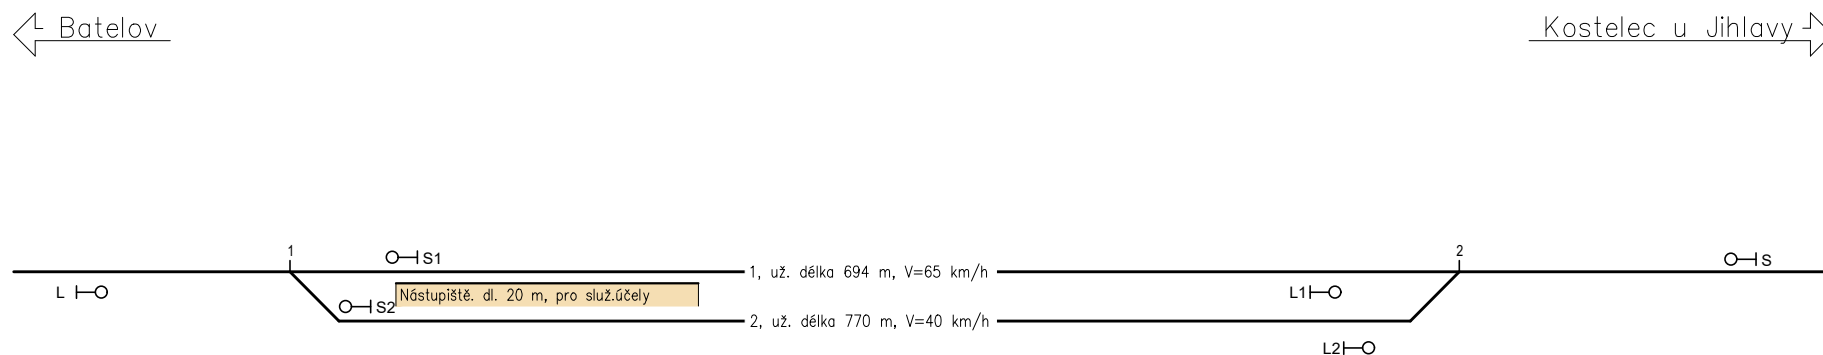 Batelov
Kostelec u Jihlavy
1
2
S1
1, už. délka 694 m, V=65 km/h
S
L
Nástupiště. dl. 20 m, pro služ.účely
L1
S2
2, už. délka 770 m, V=40 km/h
L2